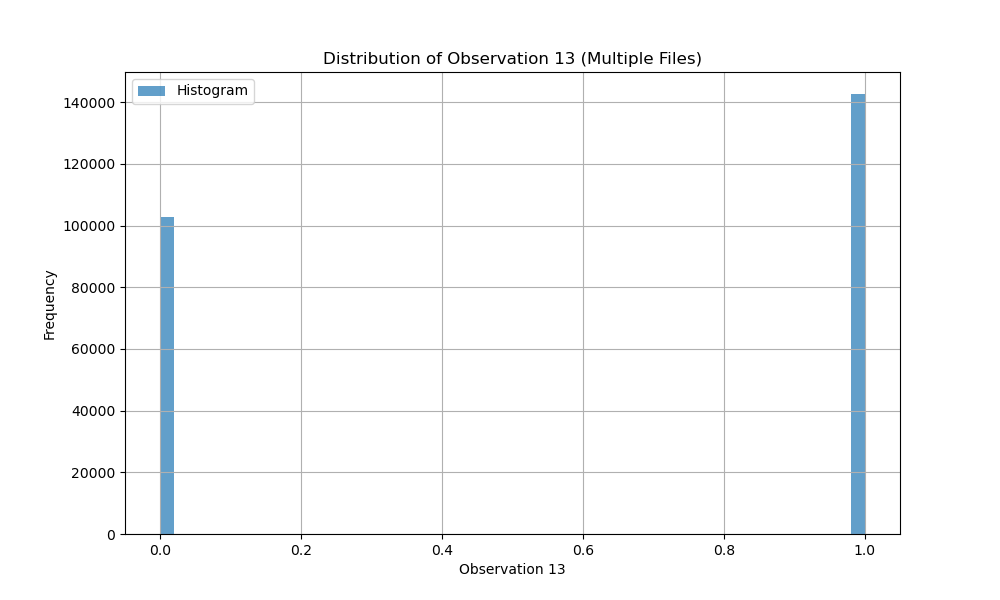 Distribution of Observation 13 (Multiple Files)
Histogram
140000
120000
100000
80000
60000
40000
20000
0
Frequency
0.0 0.2 0.4 0.6 0.8 1.0
Observation 13